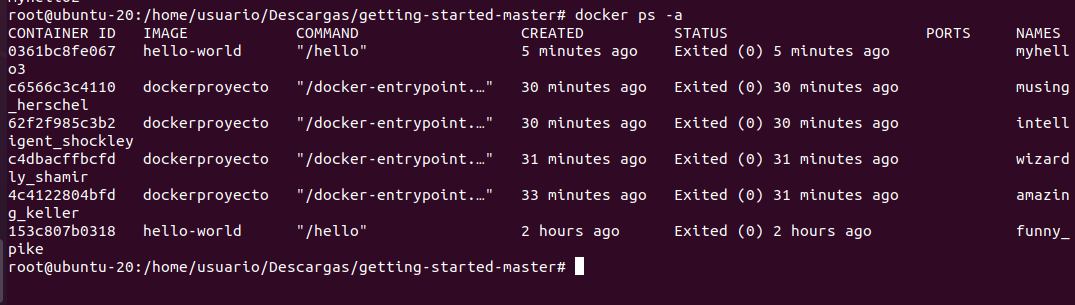 root@ubuntu-20:/home/usuario/Descargas/getting-started-master# docker ps -a
CONTAINER ID   IMAGE            COMMAND                  CREATED          STATUS                      PORTS     NAMES
0361bc8fe067   hello-world      "/hello"                 5 minutes ago    Exited (0) 5 minutes ago              myhell
o3
c6566c3c4110   dockerproyecto   "/docker-entrypoint.…"   30 minutes ago   Exited (0) 30 minutes ago             musing
_herschel
62f2f985c3b2   dockerproyecto   "/docker-entrypoint.…"   30 minutes ago   Exited (0) 30 minutes ago             intell
igent_shockley
c4dbacffbcfd   dockerproyecto   "/docker-entrypoint.…"   31 minutes ago   Exited (0) 31 minutes ago             wizard
ly_shamir
4c4122804bfd   dockerproyecto   "/docker-entrypoint.…"   33 minutes ago   Exited (0) 31 minutes ago             amazin
g_keller
153c807b0318   hello-world      "/hello"                 2 hours ago      Exited (0) 2 hours ago                funny_
pike
root@ubuntu-20:/home/usuario/Descargas/getting-started-master#